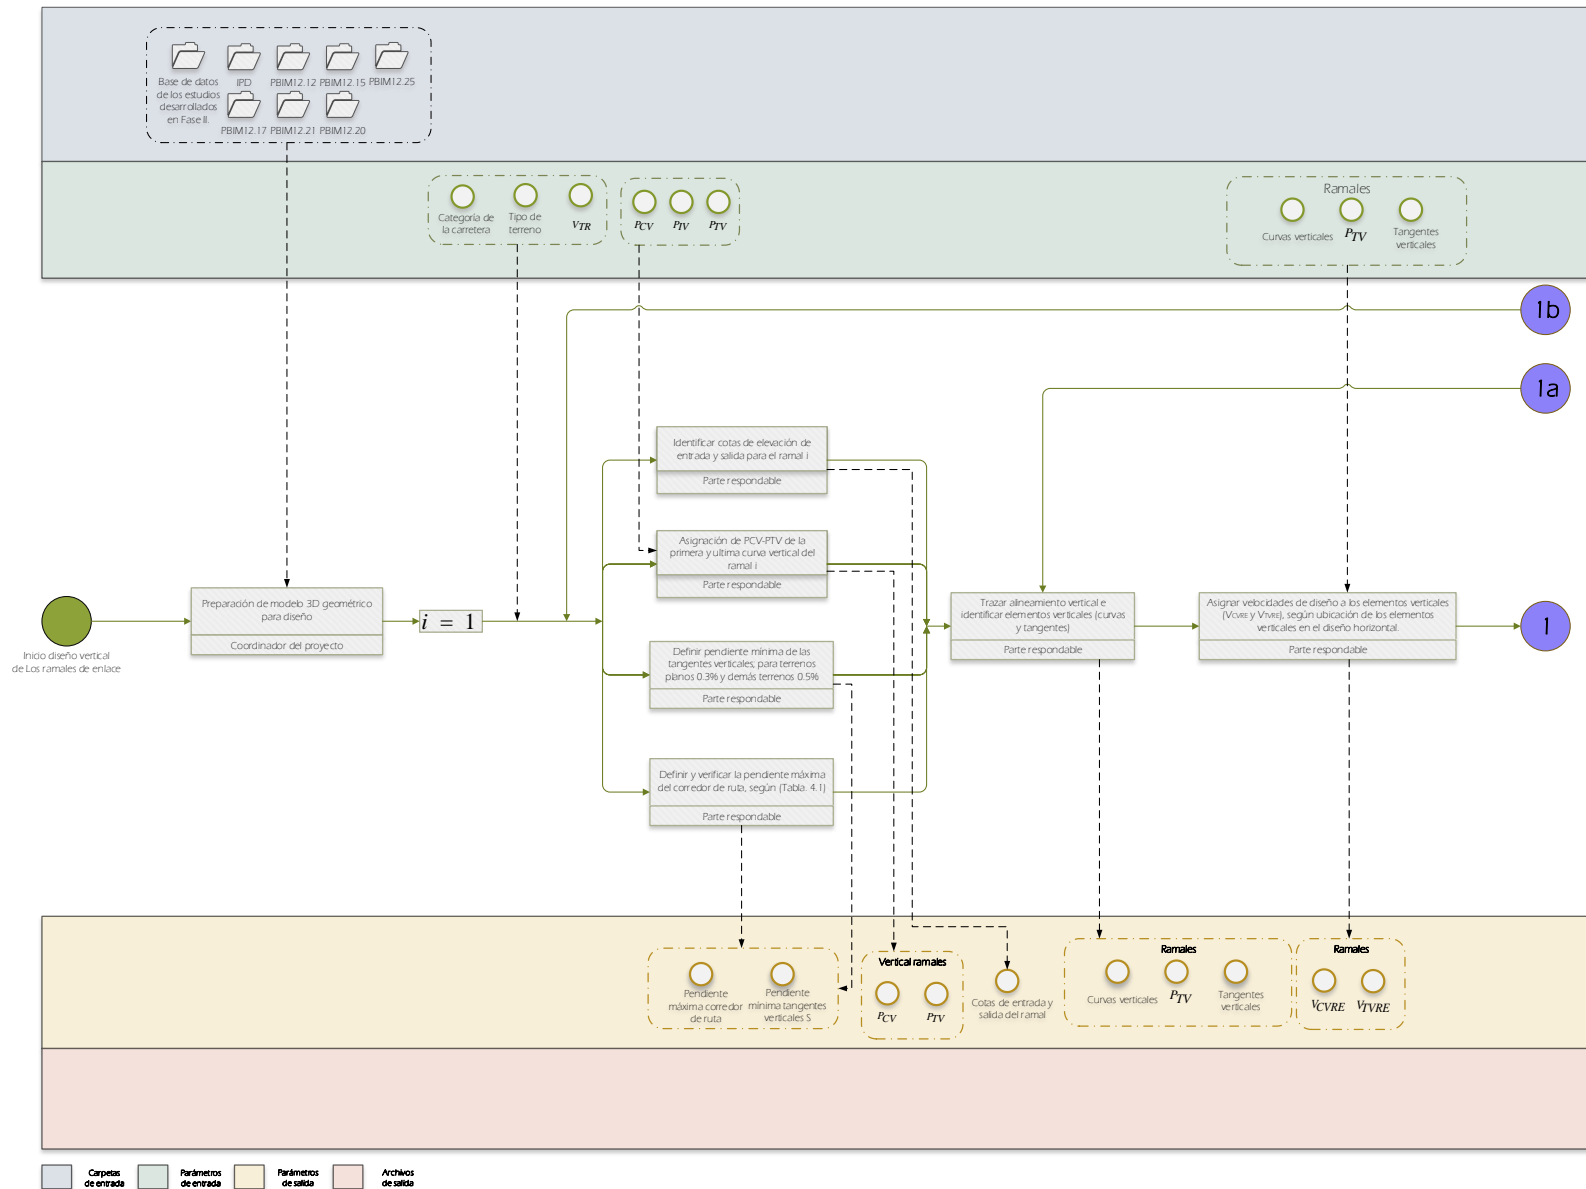 Base de datos
de los estudios
desarrollados
en Fase II.
IPD
PBIM12.12
PBIM12.15
PBIM12.25
PBIM12.17
PBIM12.21
PBIM12.20
Categoría de
la carretera
Tipo de
terreno
VTR
PCV
PIV
PTV
Ramales
Curvas verticales
PTV
Tangentes
verticales
1b
1a
Identificar cotas de elevación de
entrada y salida para el ramal i
Parte respondable
Asignación de PCV-PTV de la
primera y ultima curva vertical del
ramal i
Parte respondable
Inicio diseño vertical
de Los ramales de enlace
Preparación de modelo 3D geométrico
para diseño
Coordinador del proyecto
i = 1
Definir pendiente mínima de las
tangentes verticales, para terrenos
planos 0.3% y demás terrenos 0.5%
Parte respondable
Definir y verificar la pendiente máxima
del corredor de ruta, según (Tabla. 4.1)
Parte respondable
Trazar alineamiento vertical e
identificar elementos verticales (curvas
y tangentes)
Parte respondable
Asignar velocidades de diseño a los elementos verticales
(VCVRE y VTVRE), según ubicación de los elementos
verticales en el diseño horizontal.
Parte respondable
1
Pendiente
máxima corredor
de ruta
Pendiente
mínima tangentes
verticales S
Vertical ramales
PCV
PTV
Cotas de entrada y
salida del ramal
Ramales
Curvas verticales
PTV
Tangentes
verticales
Ramales
VCVRE
VTVRE
Carpetas
de entrada
Parámetros
de entrada
Parámetros
de salida
Archivos
de salida